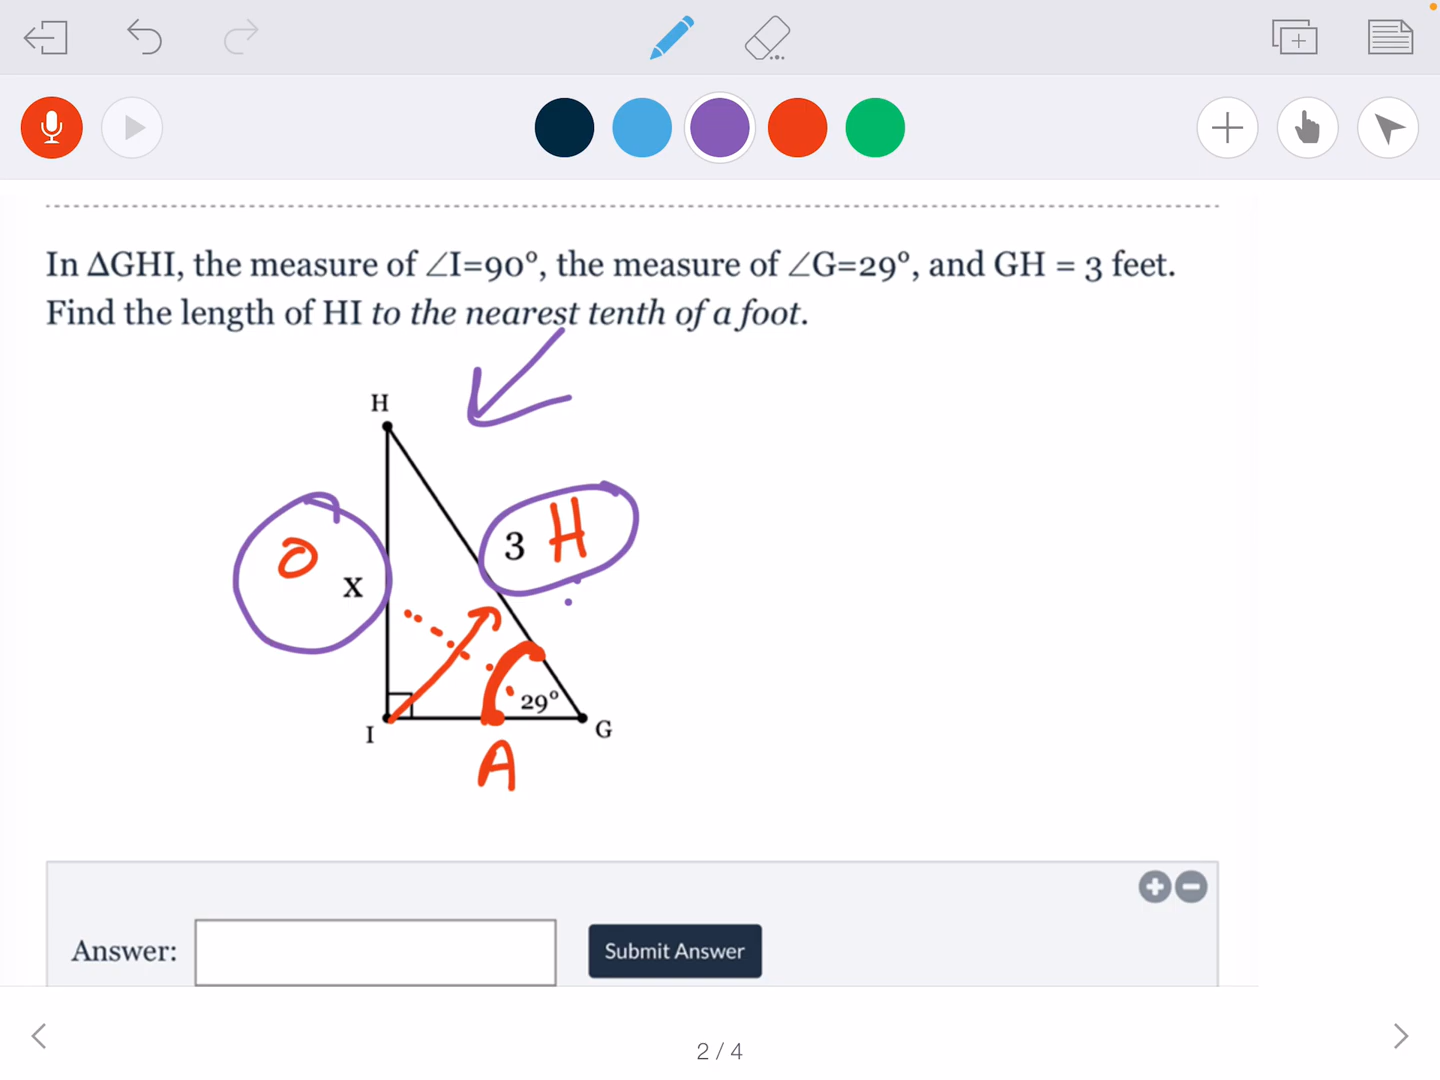 In ΔGHI, the measure of ∠I=90°, the measure of ∠G=29°, and GH = 3 feet.
Find the length of HI to the nearest tenth of a foot.
H
O
x
3 H
29°
I
G
A
Answer:
Submit Answer
2 / 4